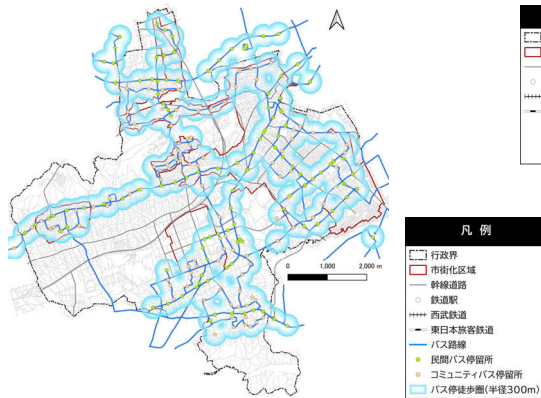 0 1,000 2,000 m
凡 例
行政界
市街化区域
幹線道路
鉄道駅
西武鉄道
東日本旅客鉄道
バス路線
民間バス停留所
コミュニティバス停留所
バス停徒歩圏(半径300m)